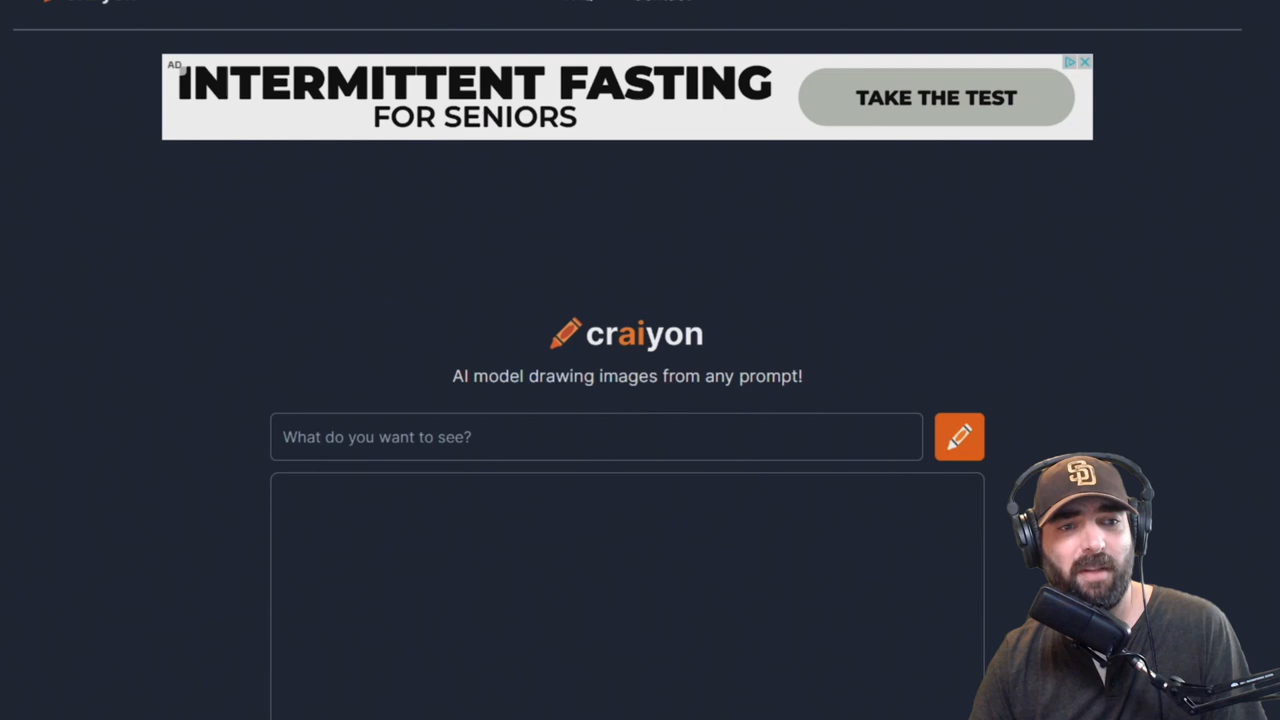 AD
INTERMITTENT FASTING
FOR SENIORS
TAKE THE TEST
craiyon
AI model drawing images from any prompt!
What do you want to see?
SD